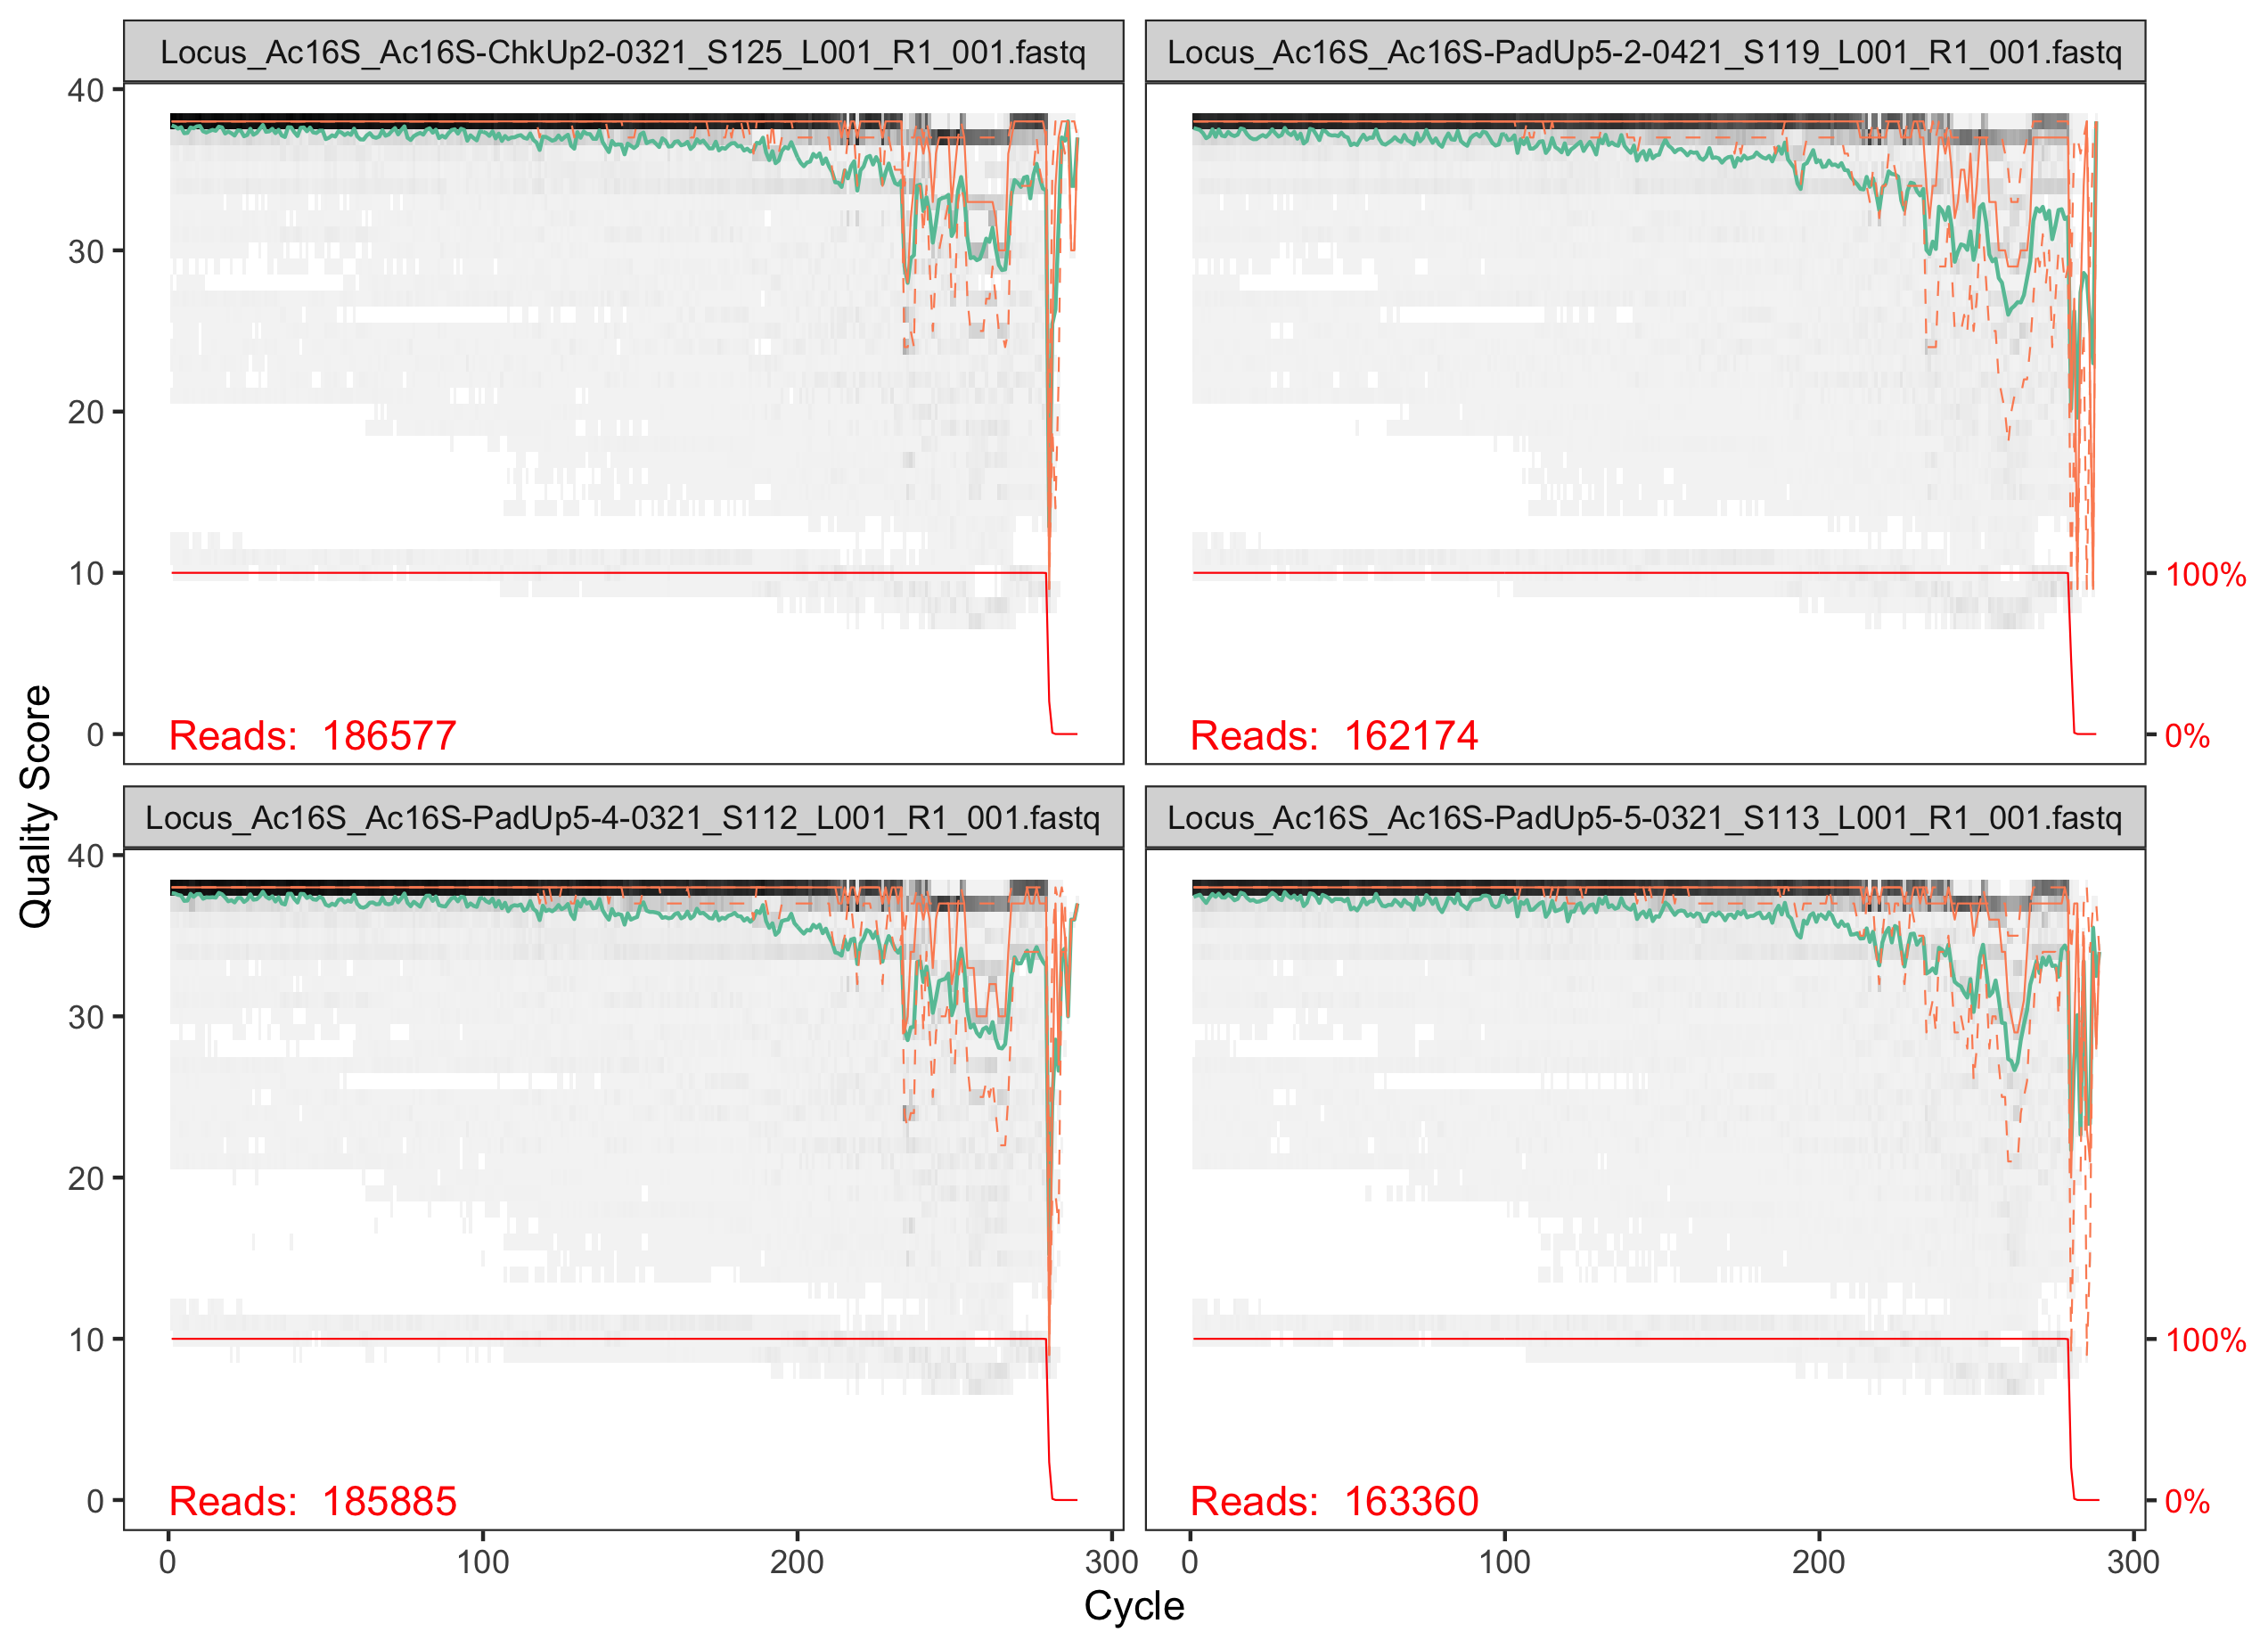 Locus_Ac16S_Ac16S-ChkUp2-0321_S125_L001_R1_001.fastq
Locus_Ac16S_Ac16S-PadUp5-2-0421_S119_L001_R1_001.fastq
40
30
20
10
0
Reads: 186577
Reads: 162174
100%
0%
Locus_Ac16S_Ac16S-PadUp5-4-0321_S112_L001_R1_001.fastq
Locus_Ac16S_Ac16S-PadUp5-5-0321_S113_L001_R1_001.fastq
Quality Score
40
30
20
10
0
Reads: 185885
Reads: 163360
100%
0%
0 100 200 300 0 100 200 300
Cycle